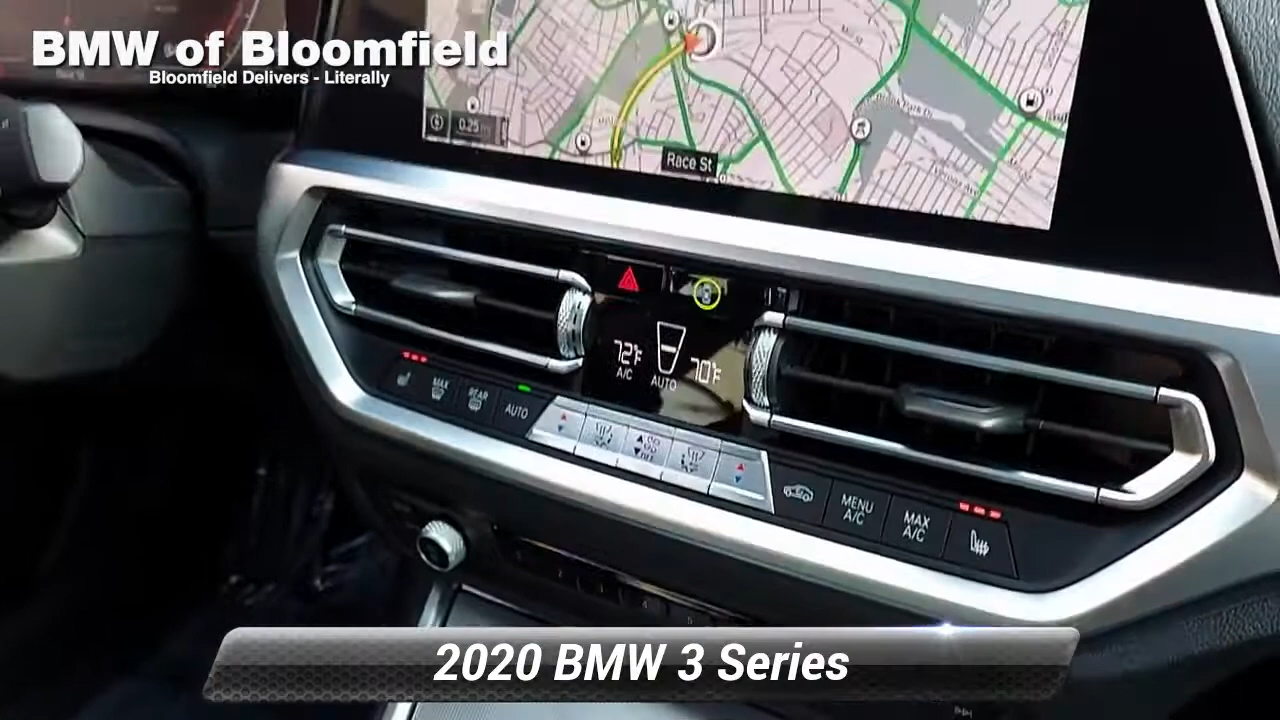 BMW of Bloomfield
Bloomfield Delivers - Literally
0.25
Race St
72°F
A/C
AUTO
70°F
MAX
REAR
AUTO
MENU
A/C
MAX
A/C
2020 BMW 3 Series